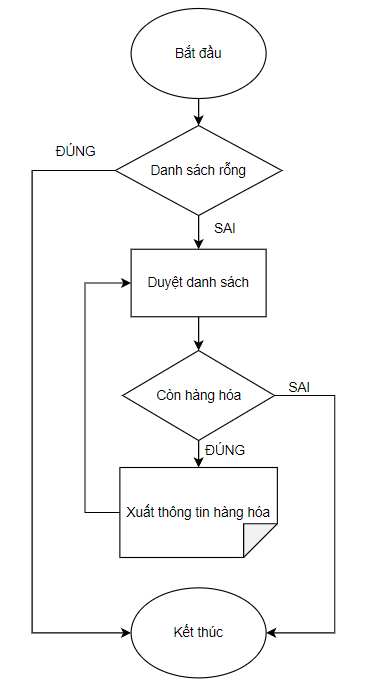 Bắt đầu
ĐÚNG
Danh sách rỗng
SAI
Duyệt danh sách
Còn hàng hóa
SAI
ĐÚNG
Xuất thông tin hàng hóa
Kết thúc